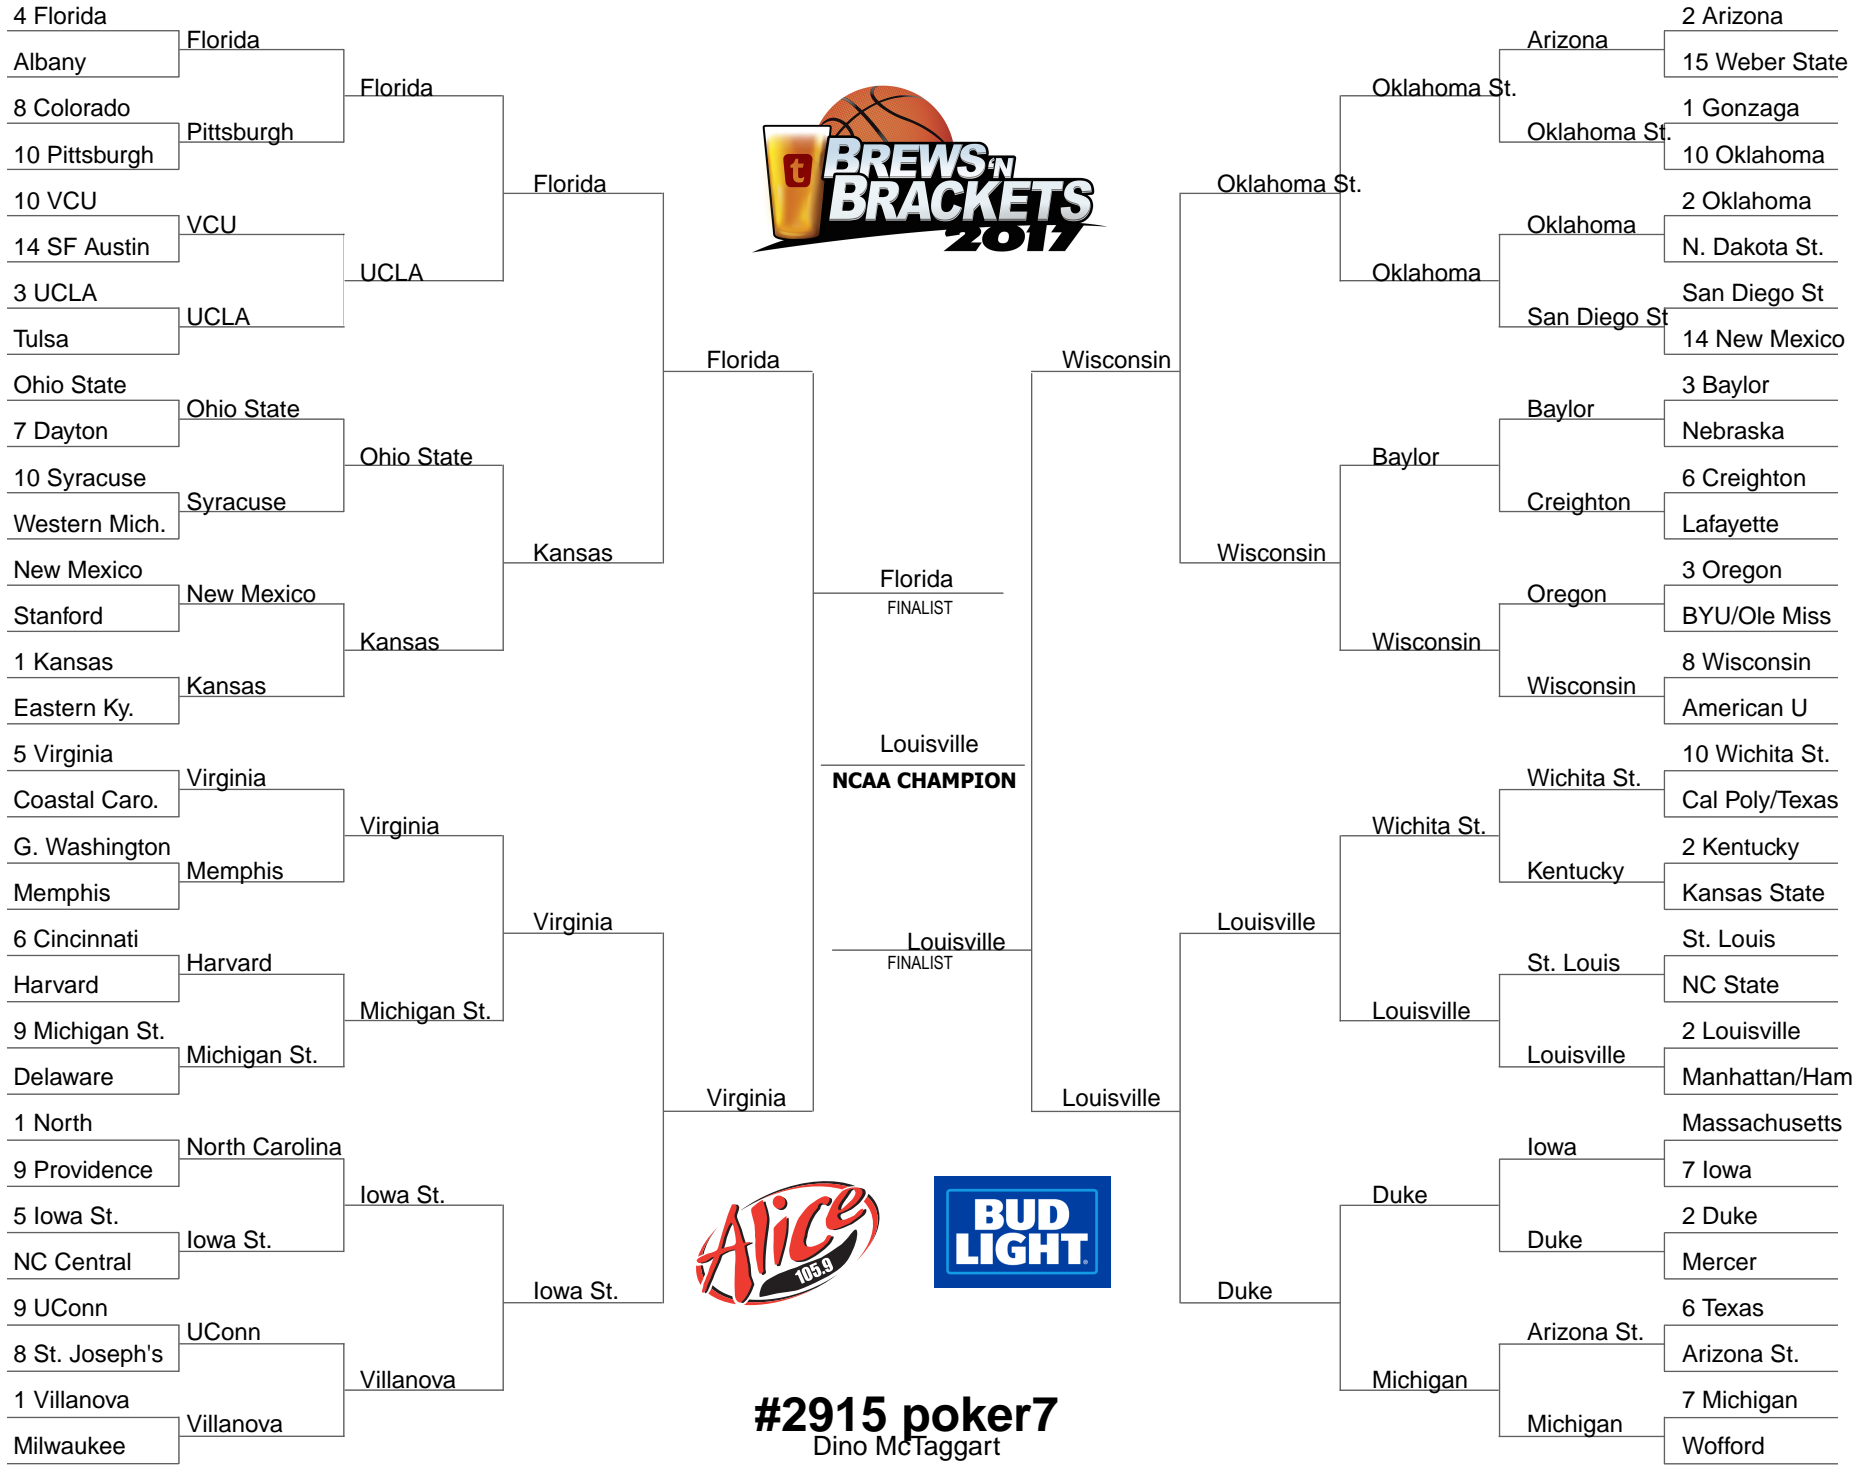 4 Florida
Albany
8 Colorado
10 Pittsburgh
10 VCU
14 SF Austin
3 UCLA
Tulsa
Ohio State
7 Dayton
10 Syracuse
Western Mich.
New Mexico
Stanford
1 Kansas
Eastern Ky.
5 Virginia
Coastal Caro.
G. Washington
Memphis
6 Cincinnati
Harvard
9 Michigan St.
Delaware
1 North
9 Providence
5 Iowa St.
NC Central
9 UConn
8 St. Joseph's
1 Villanova
Milwaukee
Florida
Pittsburgh
VCU
UCLA
Ohio State
Syracuse
New Mexico
Kansas
Virginia
Memphis
Harvard
Michigan St.
North Carolina
Iowa St.
UConn
Villanova
Florida
UCLA
Ohio State
Kansas
Virginia
Michigan St.
Iowa St.
Villanova
Florida
Kansas
Virginia
Iowa St.
Florida
Virginia
t
BREWS 'N
BRACKETS
2017
Florida
FINALIST
Louisville
NCAA CHAMPION
Louisville
FINALIST
Alice
105.9
BUD
LIGHT
#2915 poker7
Dino McTaggart
Wisconsin
Louisville
Oklahoma St.
Wisconsin
Louisville
Duke
Oklahoma St.
Oklahoma
Baylor
Wisconsin
Wichita St.
Louisville
Duke
Michigan
Arizona
Oklahoma St.
Oklahoma
San Diego St
Baylor
Creighton
Oregon
Wisconsin
Wichita St.
Kentucky
St. Louis
Louisville
Iowa
Duke
Arizona St.
Michigan
2 Arizona
15 Weber State
1 Gonzaga
10 Oklahoma
2 Oklahoma
N. Dakota St.
San Diego St
14 New Mexico
3 Baylor
Nebraska
6 Creighton
Lafayette
3 Oregon
BYU/Ole Miss
8 Wisconsin
American U
10 Wichita St.
Cal Poly/Texas
2 Kentucky
Kansas State
St. Louis
NC State
2 Louisville
Manhattan/Ham
Massachusetts
7 Iowa
2 Duke
Mercer
6 Texas
Arizona St.
7 Michigan
Wofford